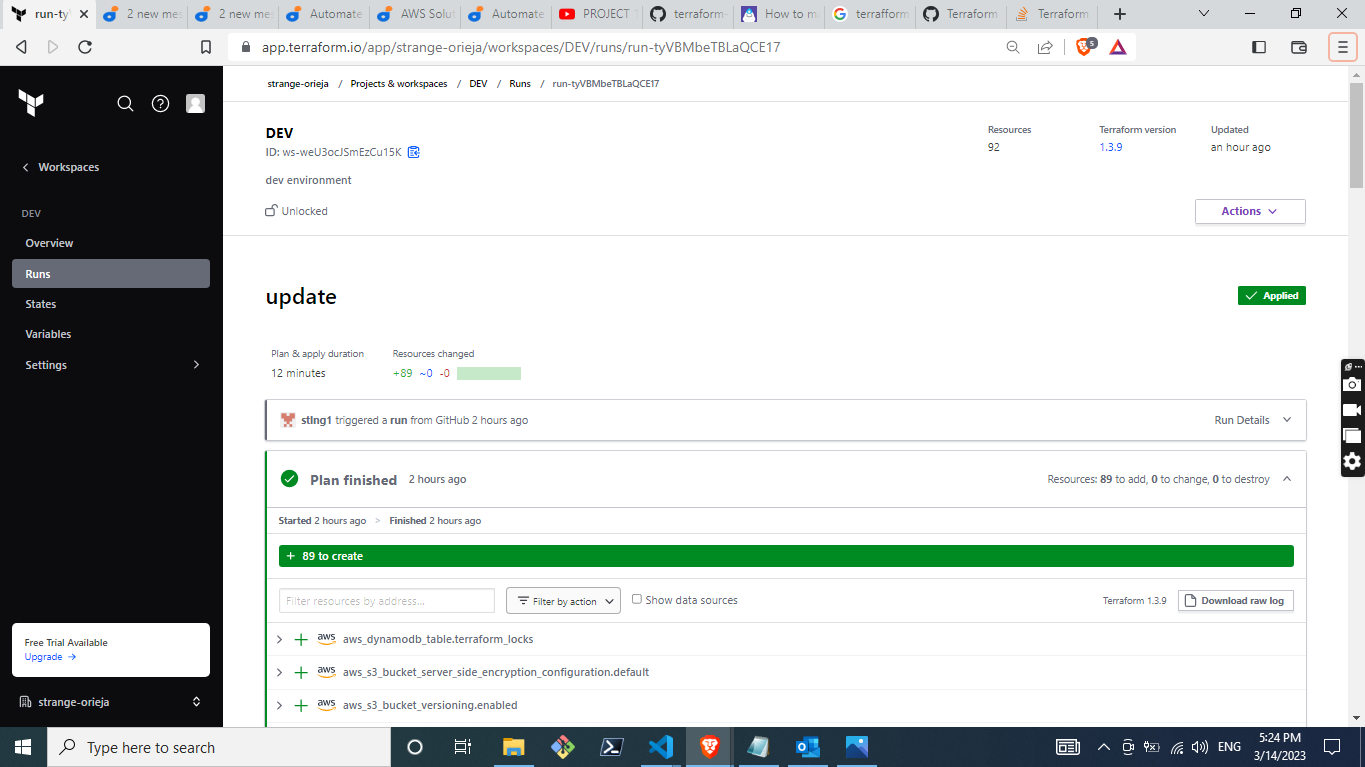 run-ty
2 new mes
2 new me
Automate
AWS Solut
Automate
PROJECT
terraform-
How to m
terrafform
Terraform
Terraform
app.terraform.io/app/strange-orieja/workspaces/DEV/runs/run-tyVBMbeTBLaQCE17
5
strange-orieja / Projects & workspaces / DEV / Runs / run-tyVBMbeTBLaQCE17
Workspaces
DEV
Overview
Runs
States
Variables
Settings
Free Trial Available
Upgrade →
strange-orieja
DEV
ID: ws-weU3ocJSmEzCu15K
dev environment
Unlocked
Resources
92
Terraform version
1.3.9
Updated
an hour ago
Actions
update
Applied
Plan & apply duration
12 minutes
Resources changed
+89 ~0 -0
stlng1 triggered a run from GitHub 2 hours ago
Run Details
Plan finished 2 hours ago
Resources: 89 to add, 0 to change, 0 to destroy
Started 2 hours ago > Finished 2 hours ago
+ 89 to create
Filter resources by address...
Filter by action
Show data sources
Terraform 1.3.9
Download raw log
aws aws_dynamodb_table.terraform_locks
aws aws_s3_bucket_server_side_encryption_configuration.default
aws aws_s3_bucket_versioning.enabled
Type here to search
ENG
5:24 PM
3/14/2023